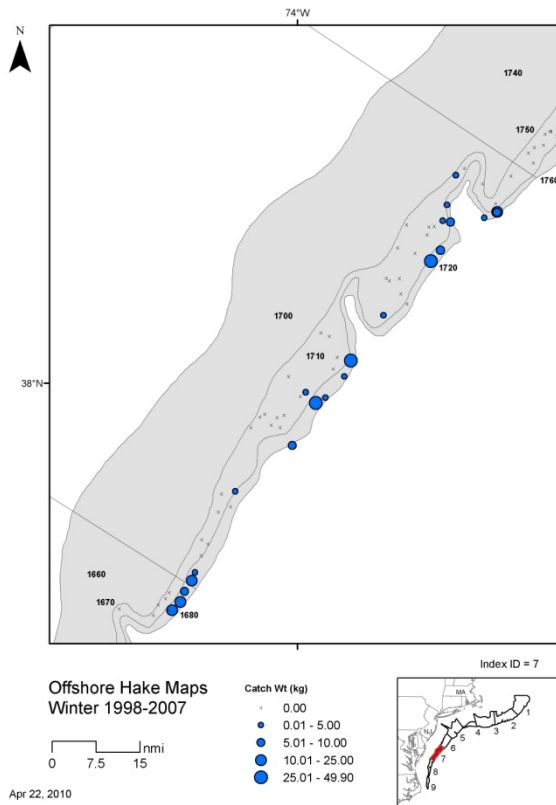 74°W
N
1740
1750
1760
1720
1700
1710
38°N
1660
1670
1680
Index ID = 7
Offshore Hake Maps
Winter 1998-2007
Catch Wt (kg)
0.00
0.01 - 5.00
5.01 - 10.00
10.01 - 25.00
25.01 - 49.90
nmi
0 7.5 15
MA
NJ
1
2
3
4
5
6
7
8
9
Apr 22, 2010